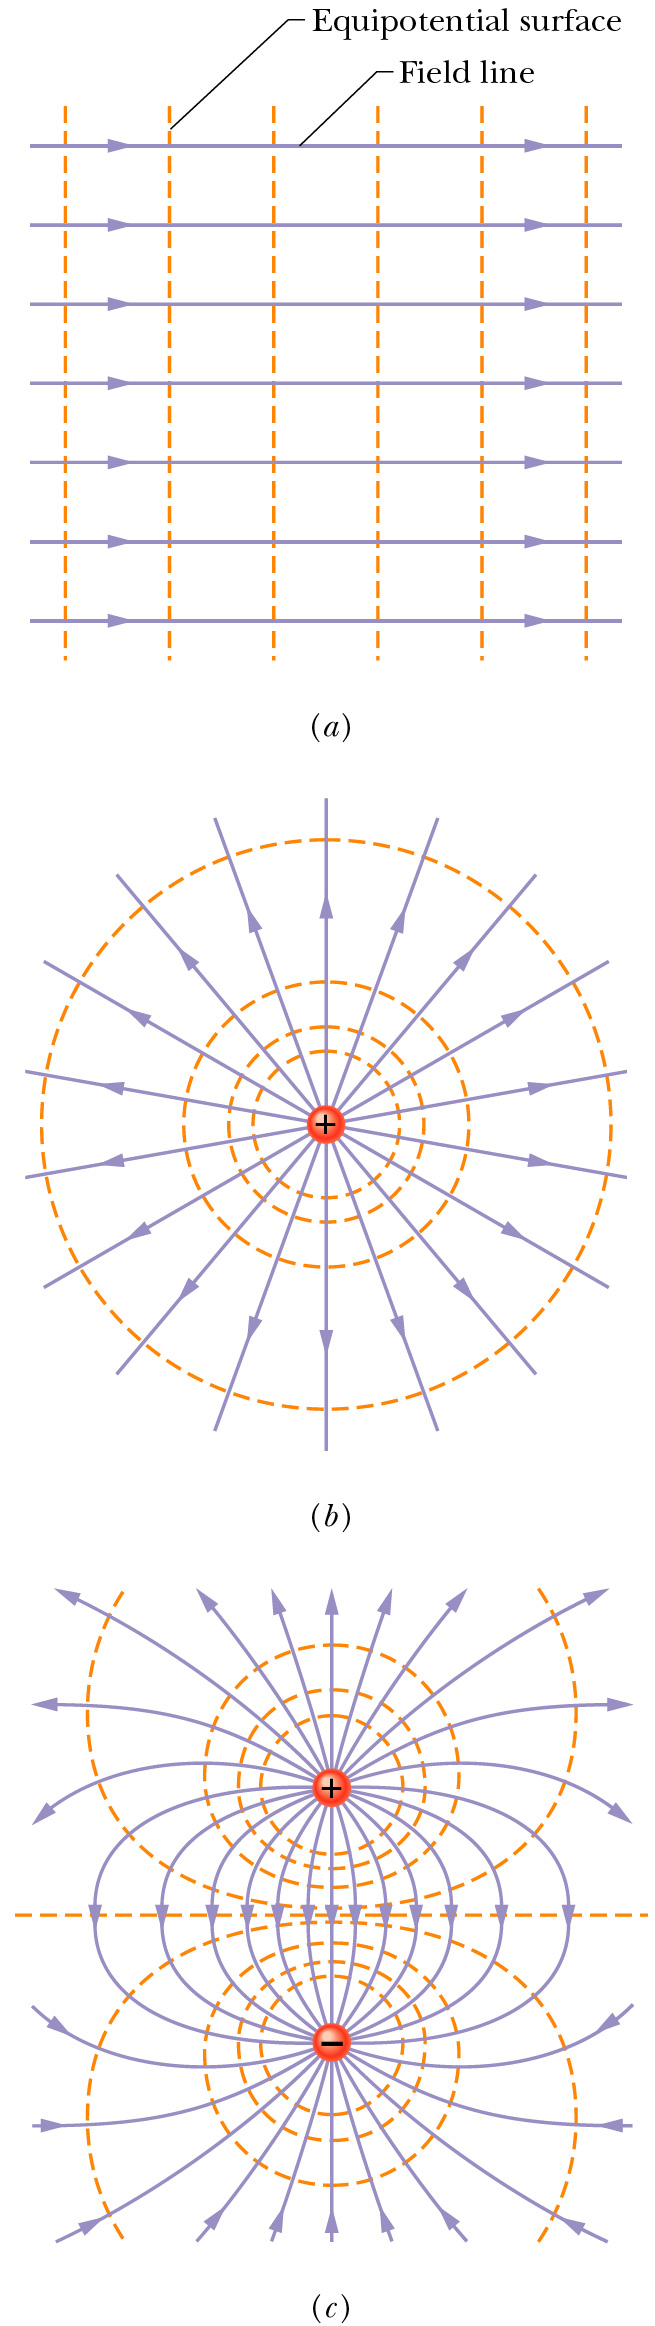 Equipotential surface
Field line
(a)
+
(b)
+
−
(c)